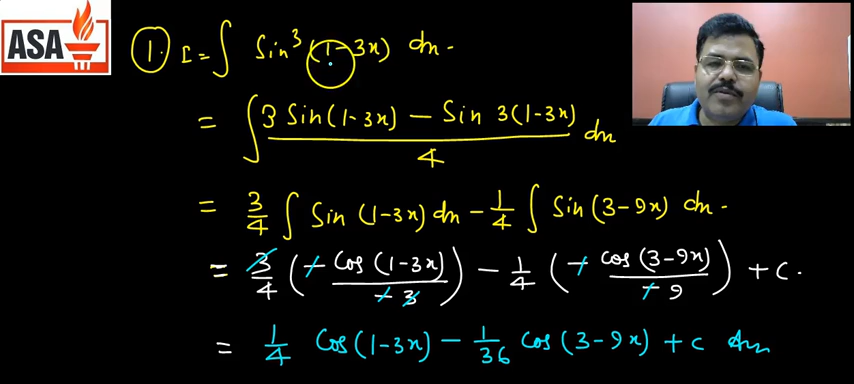 ASA
1. I = ∫ Sin³ (1-3x) dx.
= ∫ 3 Sin(1-3x) - Sin 3(1-3x) / 4 dx
= 3/4 ∫ Sin (1-3x) dx - 1/4 ∫ Sin (3-9x) dx.
= 3/4 (- Cos (1-3x) / -3) - 1/4 (- cos (3-9x) / -9) + C.
= 1/4 Cos(1-3x) - 1/36 Cos (3-9x) + C Ans